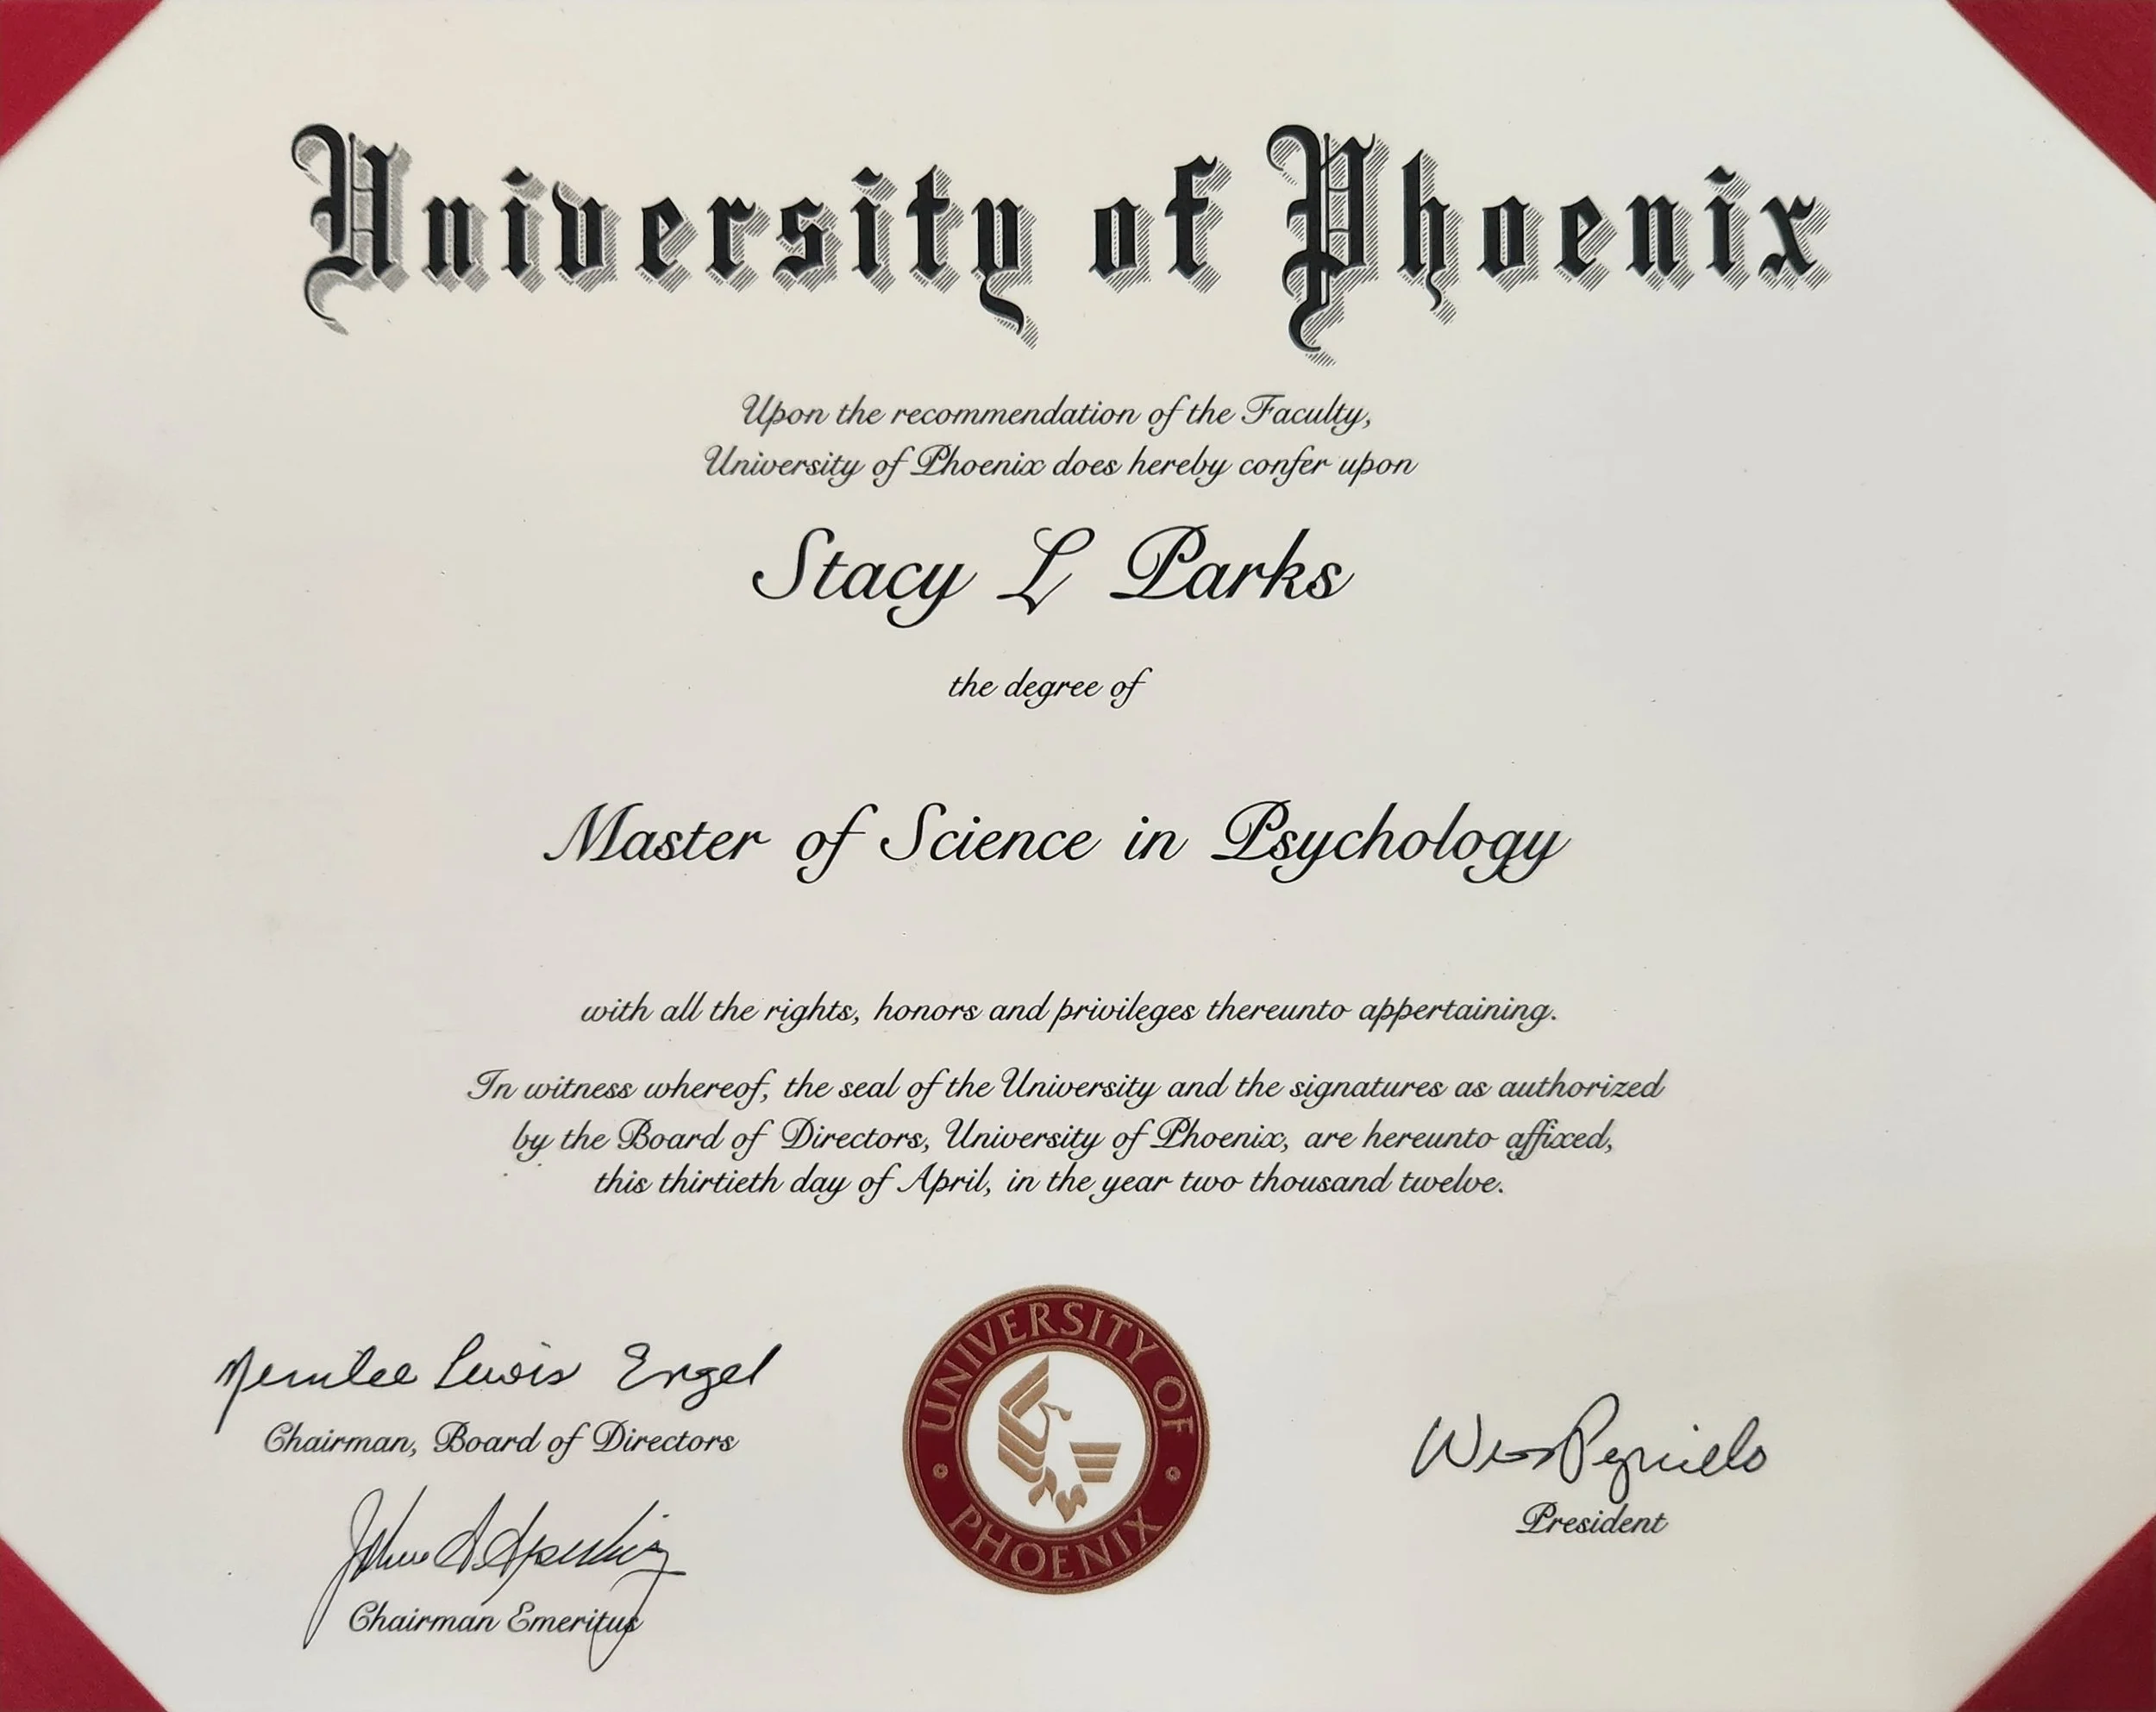 University of Phoenix
Upon the recommendation of the Faculty,
University of Phoenix does hereby confer upon
Stacy L Parks
the degree of
Master of Science in Psychology
with all the rights, honors and privileges thereunto appertaining.
In witness whereof, the seal of the University and the signatures as authorized
by the Board of Directors, University of Phoenix, are hereunto affixed,
this thirtieth day of April, in the year two thousand twelve.
Lewis Engel
Chairman, Board of Directors
John
Chairman Emeritus
UNIVERSITY OF
PHOENIX
President